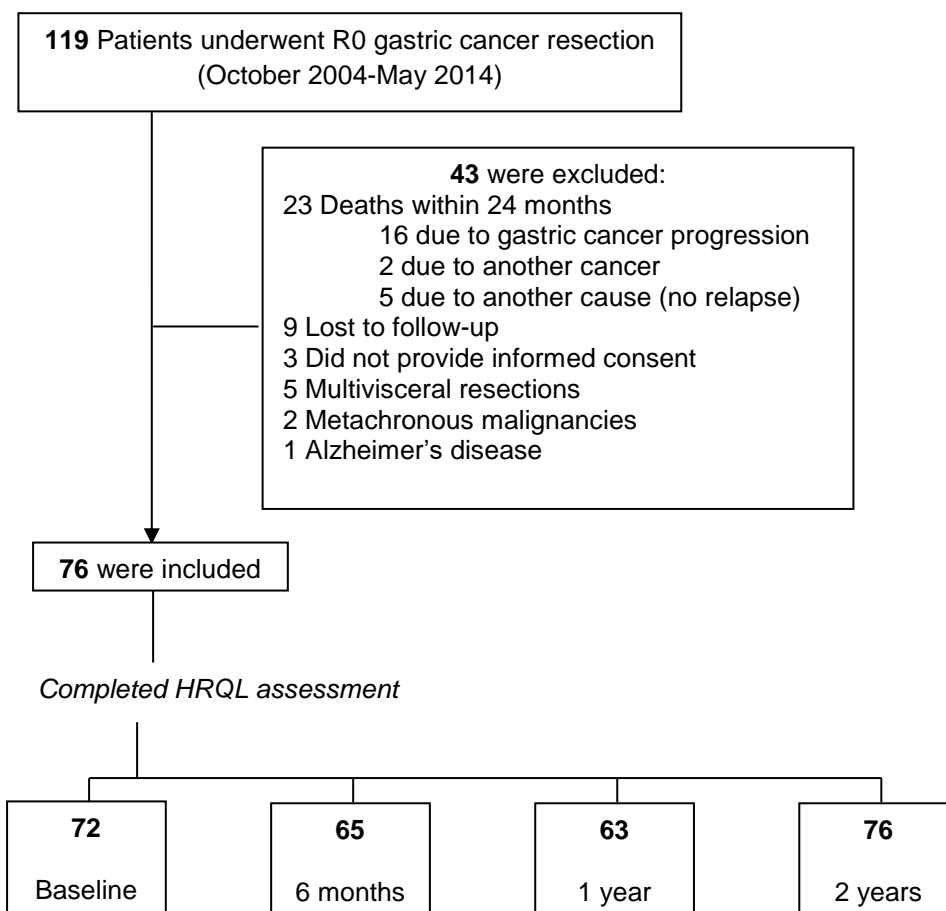 119 Patients underwent R0 gastric cancer resection
(October 2004-May 2014)
43 were excluded:
23 Deaths within 24 months
16 due to gastric cancer progression
2 due to another cancer
5 due to another cause (no relapse)
9 Lost to follow-up
3 Did not provide informed consent
5 Multivisceral resections
2 Metachronous malignancies
1 Alzheimer's disease
76 were included
Completed HRQL assessment
72
Baseline
65
6 months
63
1 year
76
2 years